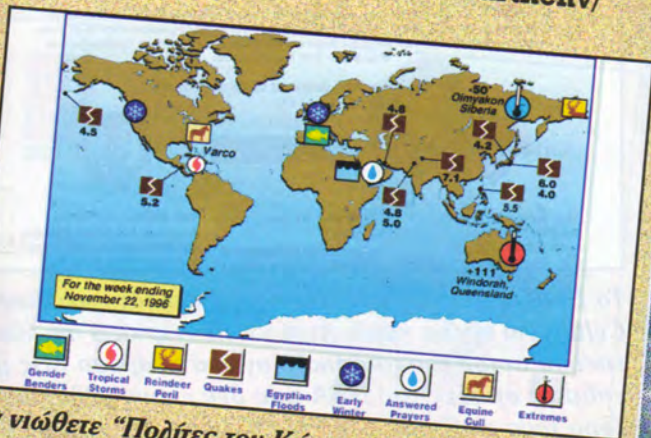 4.5
5.2
Varco
4.8
4.8
5.0
7.1
-50
Oimyakon
Siberia
4.2
6.0
4.0
5.5
+111
Windorah,
Queensland
For the week ending
November 22, 1996
Gender
Benders
Tropical
Storms
Reindeer
Peril
Quakes
Egyptian
Floods
Early
Winter
Answered
Prayers
Equine
Cull
Extremes
νιώθετε "Πολίτες του